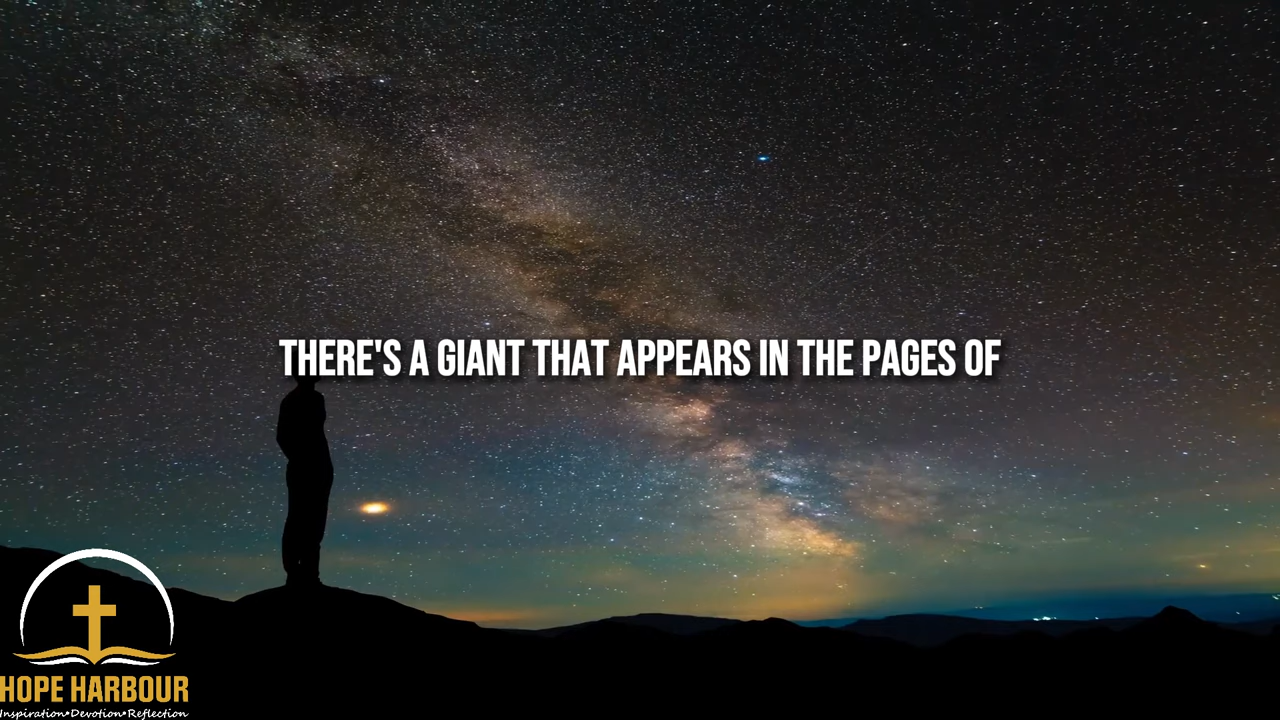 THERE'S A GIANT THAT APPEARS IN THE PAGES OF
HOPE HARBOUR
Inspiration•Devotion•Reflection